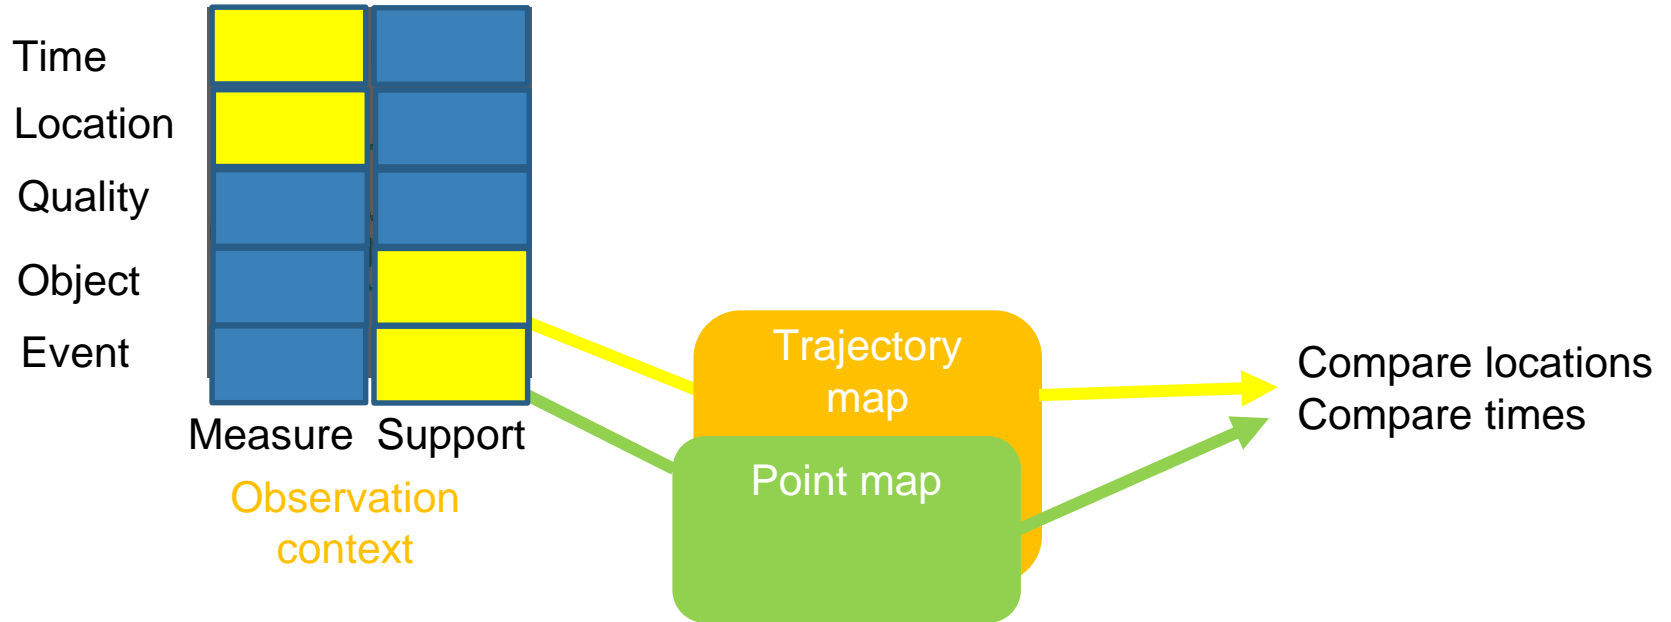 Time
Location
Quality
Object
Event
Measure Support
Observation
context
Trajectory
map
Point map
Compare locations
Compare times